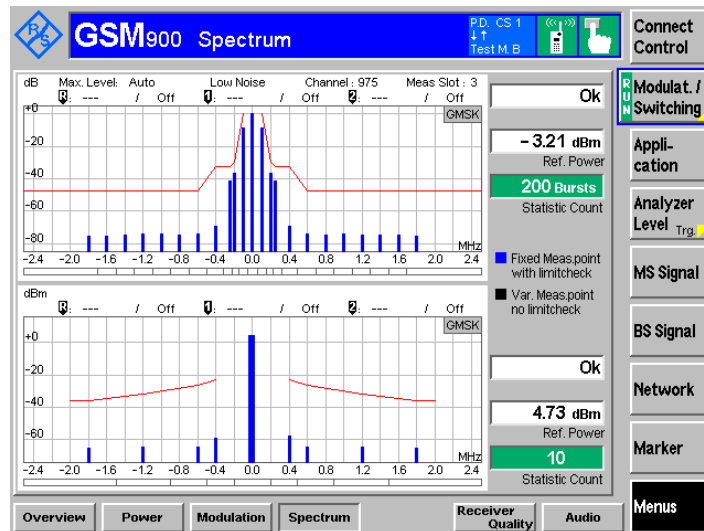 R&S
GSM900 Spectrum
P.D. CS 1
↓↑
Test M. B
Connect Control
dB Max. Level: Auto Low Noise Channel : 975 Meas Slot : 3
R: --- / Off 1: --- / Off 2: --- / Off
GMSK
+0
-20
-40
-60
-80
MHz
-2.4 -2.0 -1.6 -1.2 -0.8 -0.4 0.0 0.4 0.8 1.2 1.6 2.0 2.4
Ok
-3.21 dBm
Ref. Power
200 Bursts
Statistic Count
Fixed Meas.point
with limitcheck
Var. Meas.point
no limitcheck
dBm
R: --- / Off 1: --- / Off 2: --- / Off
GMSK
+0
-20
-40
-60
MHz
-2.4 -2.0 -1.6 -1.2 -0.8 -0.4 0.0 0.4 0.8 1.2 1.6 2.0 2.4
Ok
4.73 dBm
Ref. Power
10
Statistic Count
RUN
Modulat. /
Switching
Appli-
cation
Analyzer
Level Trg.
MS Signal
BS Signal
Network
Marker
Menus
Overview Power Modulation Spectrum Receiver Quality Audio